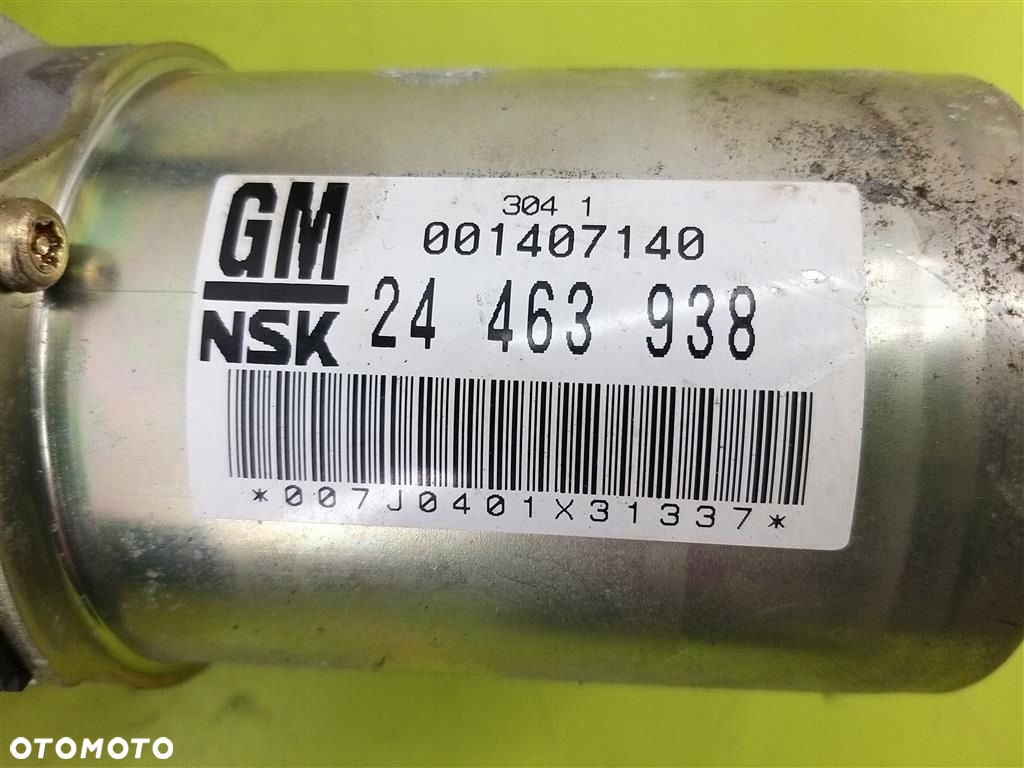 GM
NSK
304 1
001407140
24 463 938
*007J0401X31337*
OTOMOTO